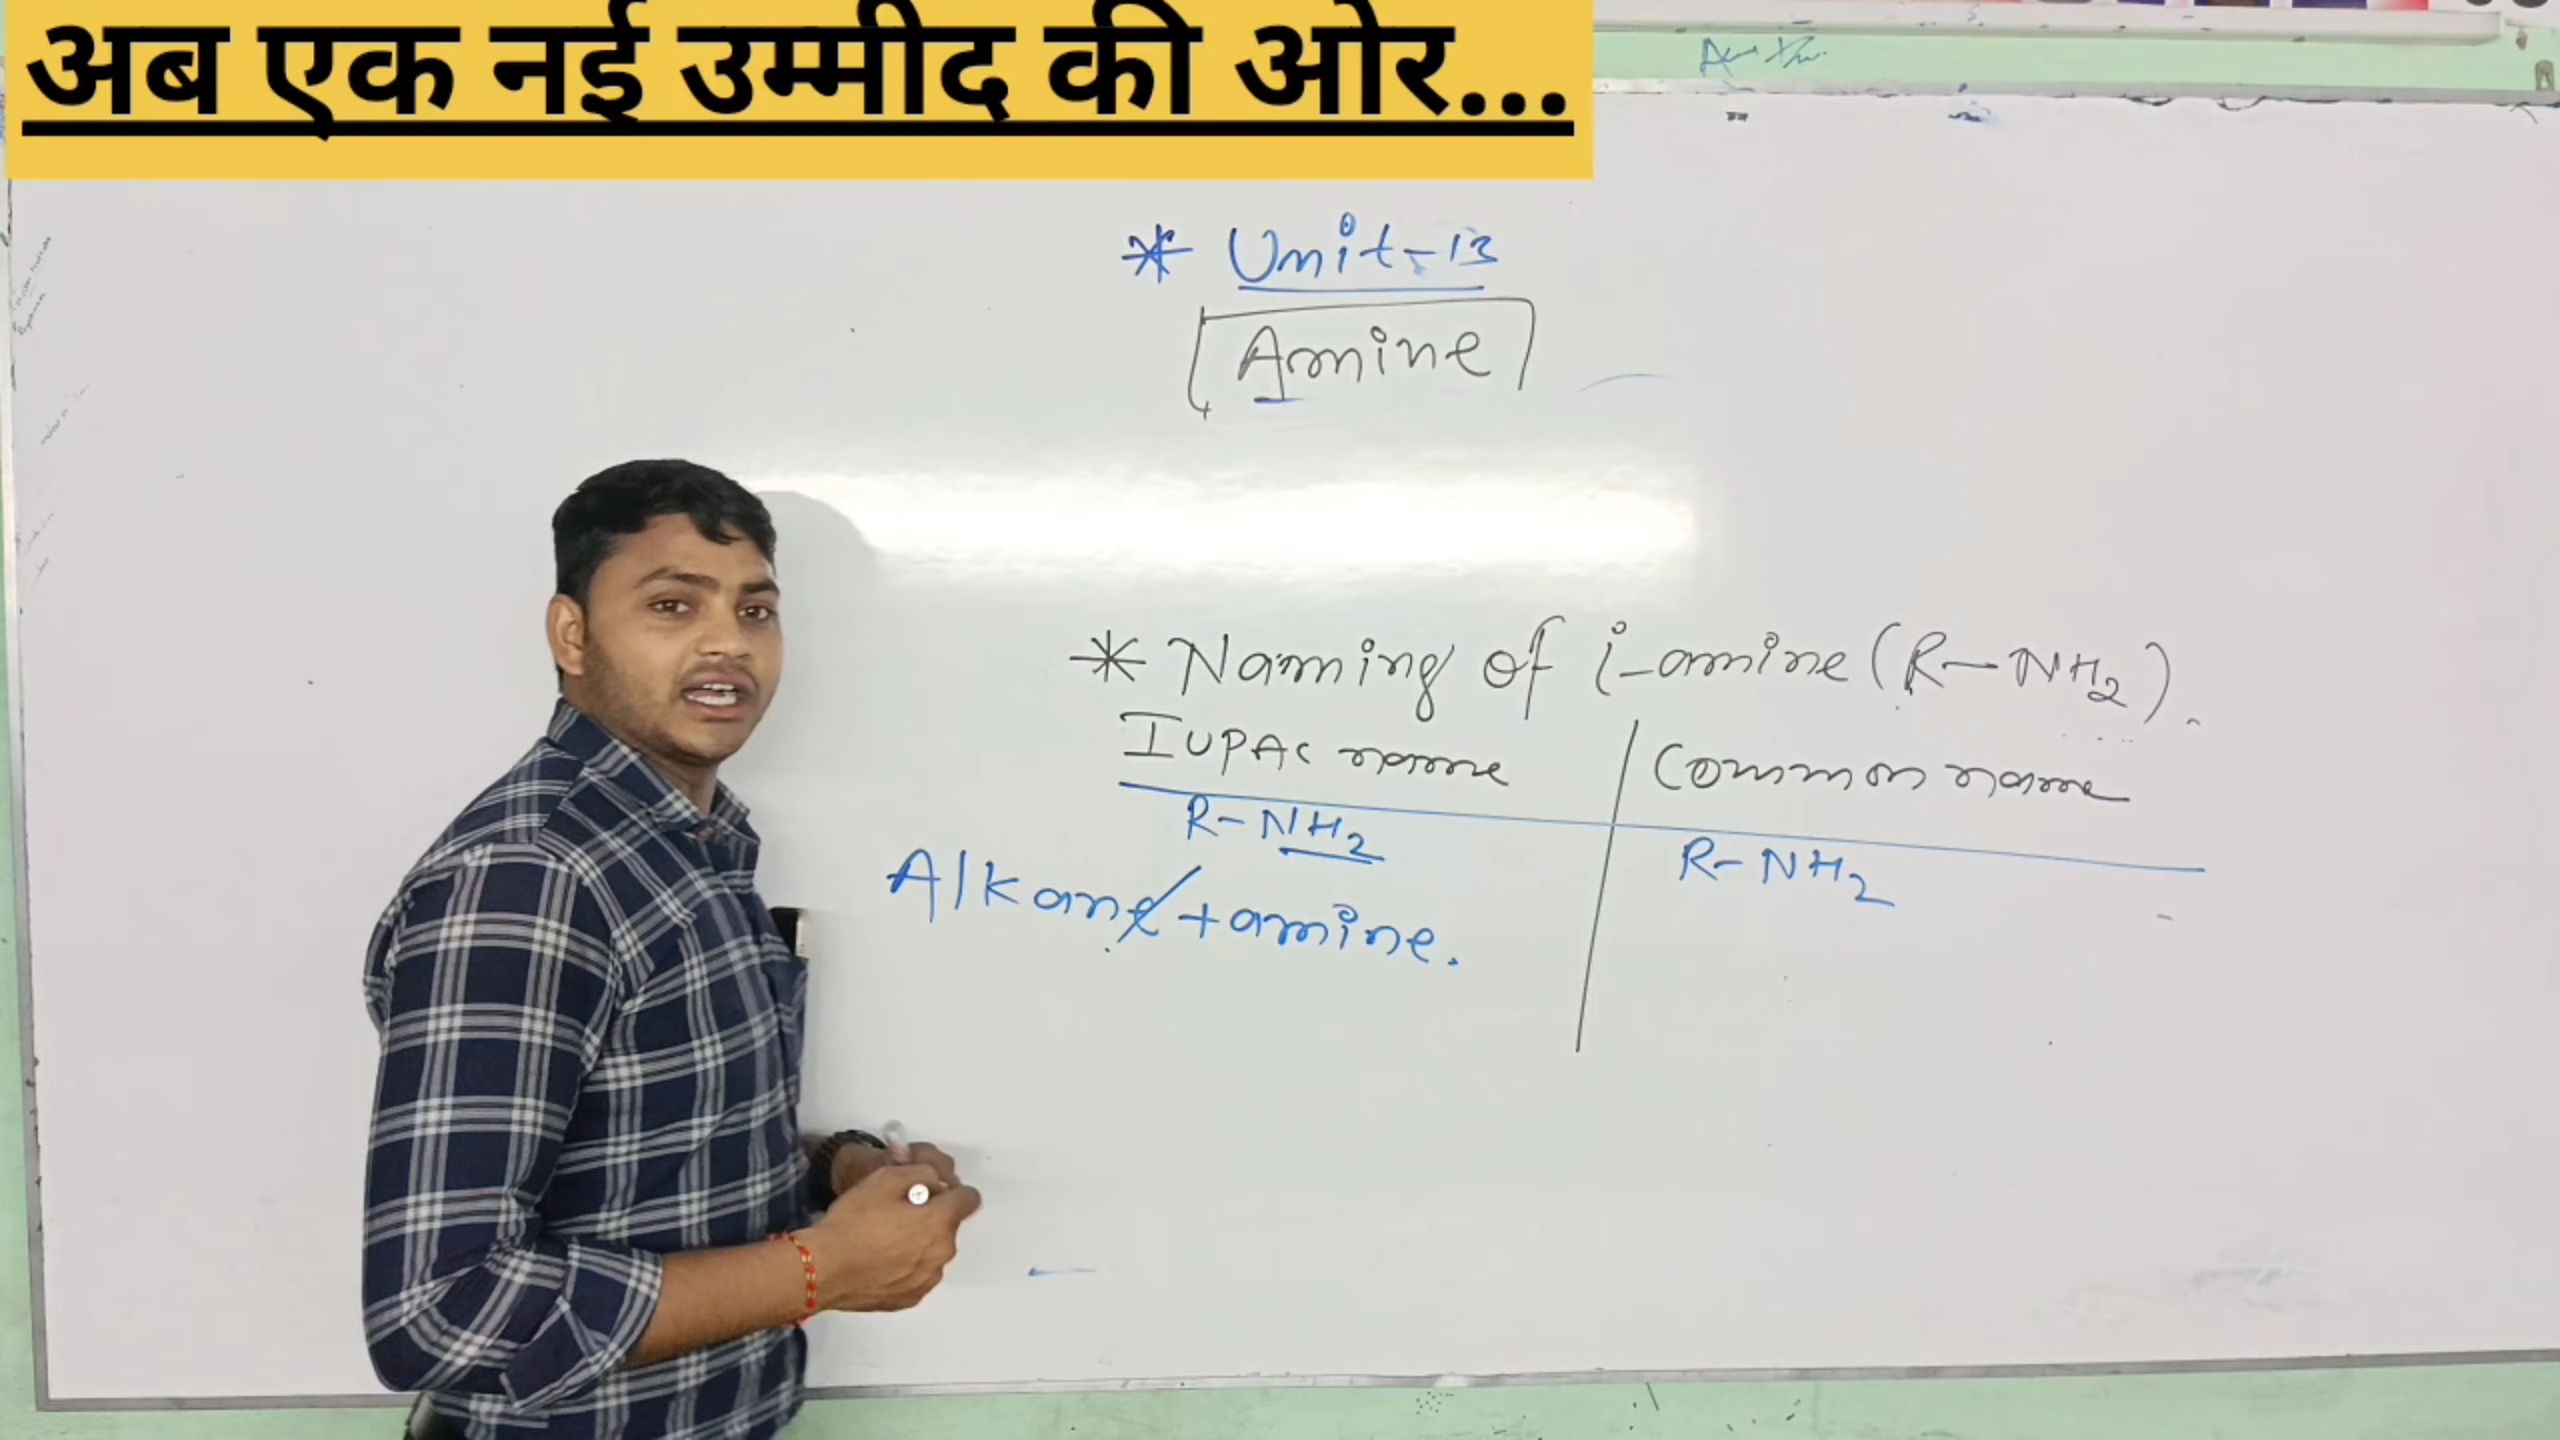 अब एक नई उम्मीद की ओर...
* Unit-13
Amine
* Naming of i-amine (R-NH2).
IUPAC name
Common name
R-NH2
R-NH2
Alkane+amine.